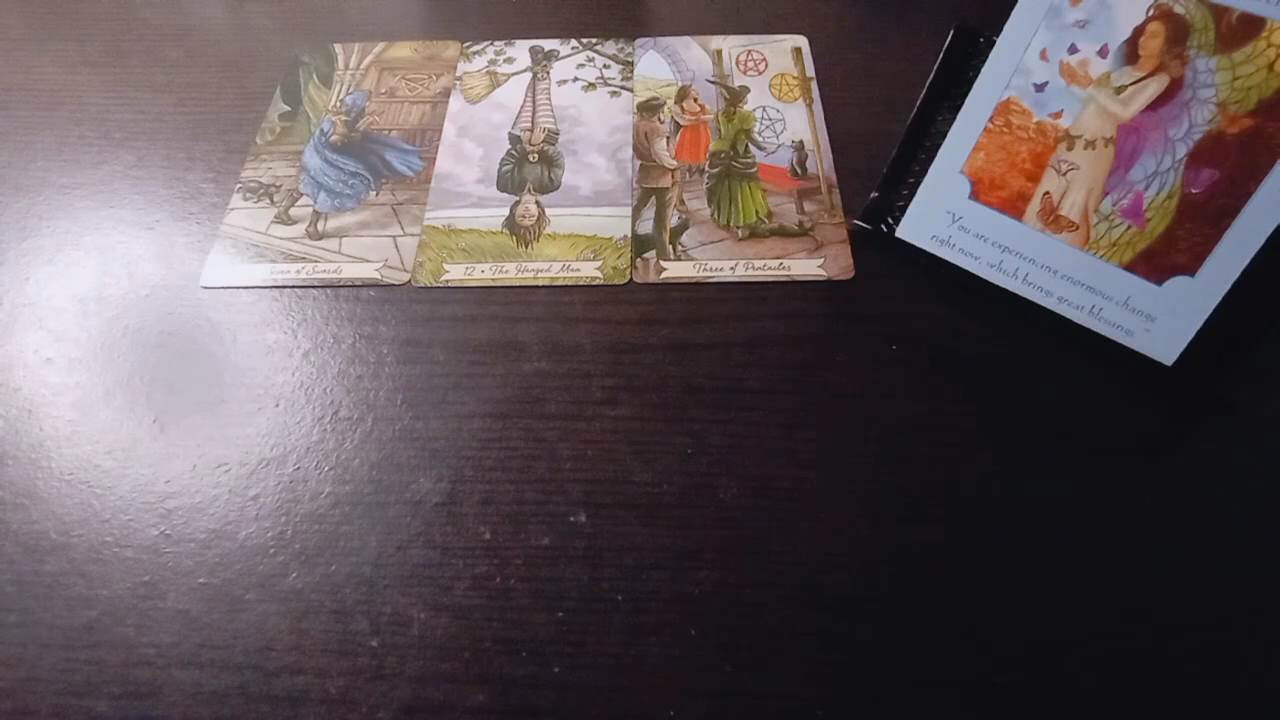 Seven of Swords
12 • The Hanged Man
Three of Pentacles
"You are experiencing enormous change
right now, which brings great blessings."